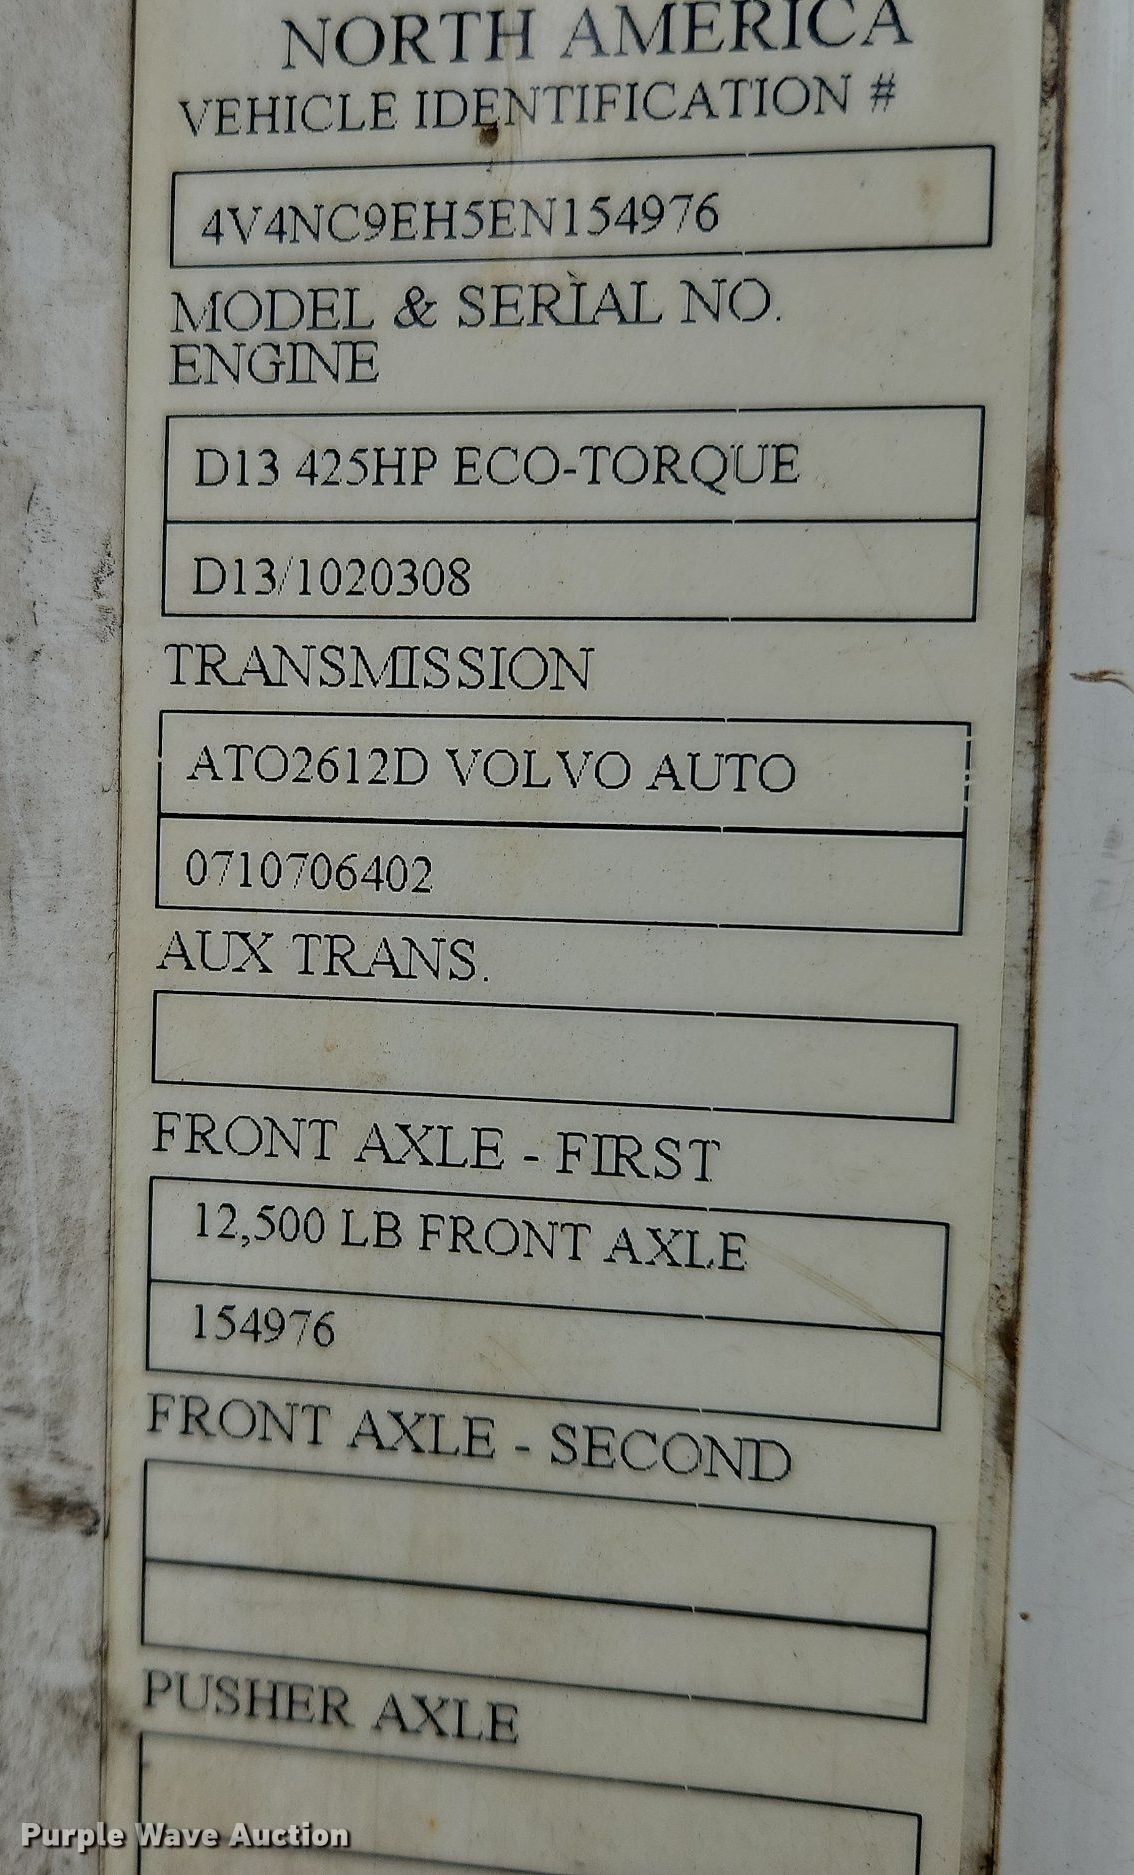 NORTH AMERICA
VEHICLE IDENTIFICATION #
4V4NC9EH5EN154976
MODEL & SERIAL NO.
ENGINE
D13 425HP ECO-TORQUE
D13/1020308
TRANSMISSION
ATO2612D VOLVO AUTO
0710706402
AUX TRANS.
FRONT AXLE - FIRST
12,500 LB FRONT AXLE
154976
FRONT AXLE - SECOND
PUSHER AXLE
Purple Wave Auction